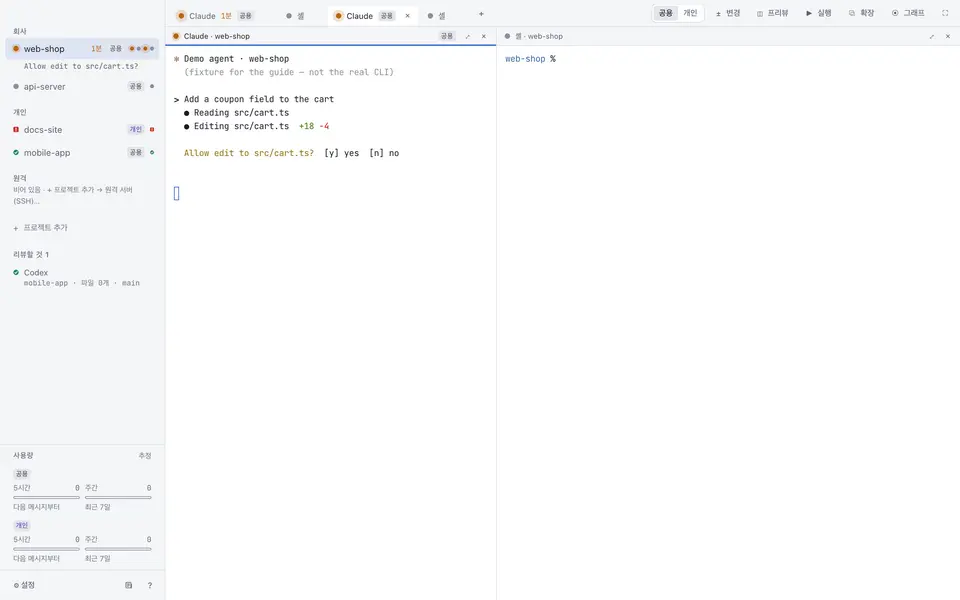 Claude 1분 공용
셸
Claude 공용 ×
셸
+
공용 개인
± 변경
프리뷰
▶ 실행
확장
그래프
회사
web-shop 1분 공용
Allow edit to src/cart.ts?
api-server 공용
개인
docs-site 개인
mobile-app 공용
원격
비어 있음 · + 프로젝트 추가 → 원격 서버
(SSH)…
+ 프로젝트 추가
리뷰할 것 1
Codex
mobile-app · 파일 0개 · main
사용량 추정
공용
5시간 0 주간 0
다음 메시지부터 최근 7일
개인
5시간 0 주간 0
다음 메시지부터 최근 7일
설정 ?
Claude · web-shop 공용 ×
✻ Demo agent · web-shop
(fixture for the guide — not the real CLI)
> Add a coupon field to the cart
● Reading src/cart.ts
● Editing src/cart.ts +18 -4
Allow edit to src/cart.ts? [y] yes [n] no
셸 · web-shop ×
web-shop %